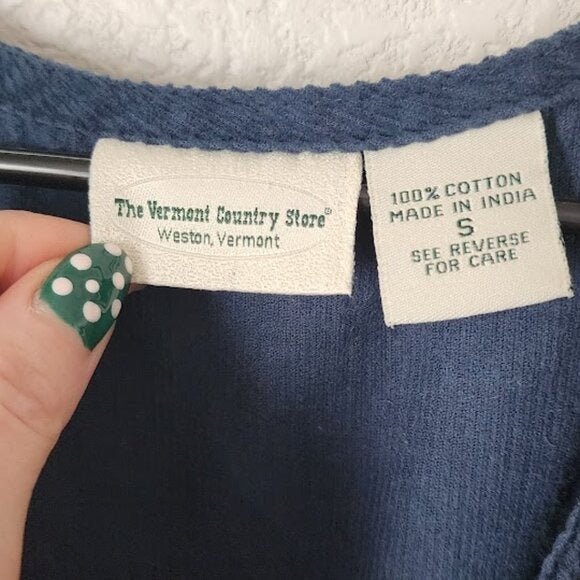 The Vermont Country Store®
Weston, Vermont
100% COTTON
MADE IN INDIA
S
SEE REVERSE
FOR CARE